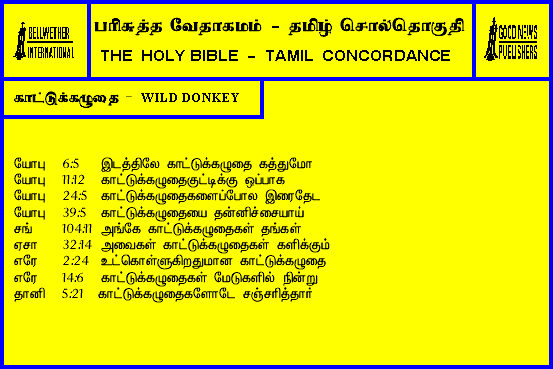 BELLWETHER
INTERNATIONAL
பரிசுத்த வேதாகமம் - தமிழ் சொல்தொகுதி
THE HOLY BIBLE - TAMIL CONCORDANCE
GOOD NEWS
PUBLISHERS
காட்டுக்கழுதை - WILD DONKEY
யோபு 6:5 இடத்திலே காட்டுக்கழுதை கத்துமோ
யோபு 11:12 காட்டுக்கழுதைகுட்டிக்கு ஒப்பாக
யோபு 24:5 காட்டுக்கழுதைகளைப்போல இரைதேட
யோபு 39:5 காட்டுக்கழுதையை தன்னிச்சையாய்
சங் 104:11 அங்கே காட்டுக்கழுதைகள் தங்கள்
ஏசா 32:14 அவைகள் காட்டுக்கழுதைகள் களிக்கும்
எரே 2:24 உட்கொள்ளுகிறதுமான காட்டுக்கழுதை
எரே 14:6 காட்டுக்கழுதைகள் மேடுகளில் நின்று
தானி 5:21 காட்டுக்கழுதைகளோடே சஞ்சரித்தார்